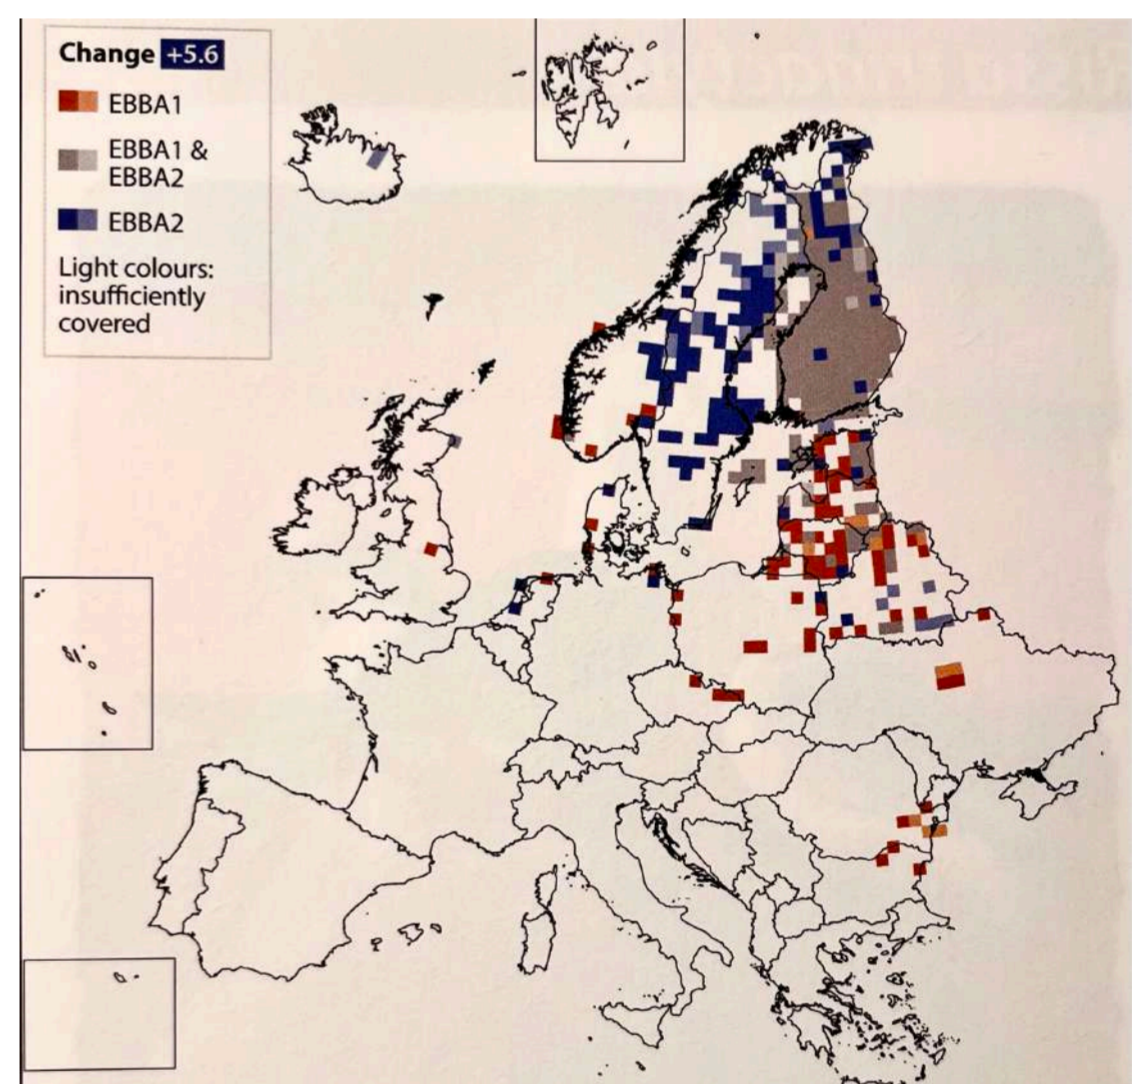 Change +5.6
EBBA1
EBBA1 &
EBBA2
EBBA2
Light colours:
insufficiently
covered